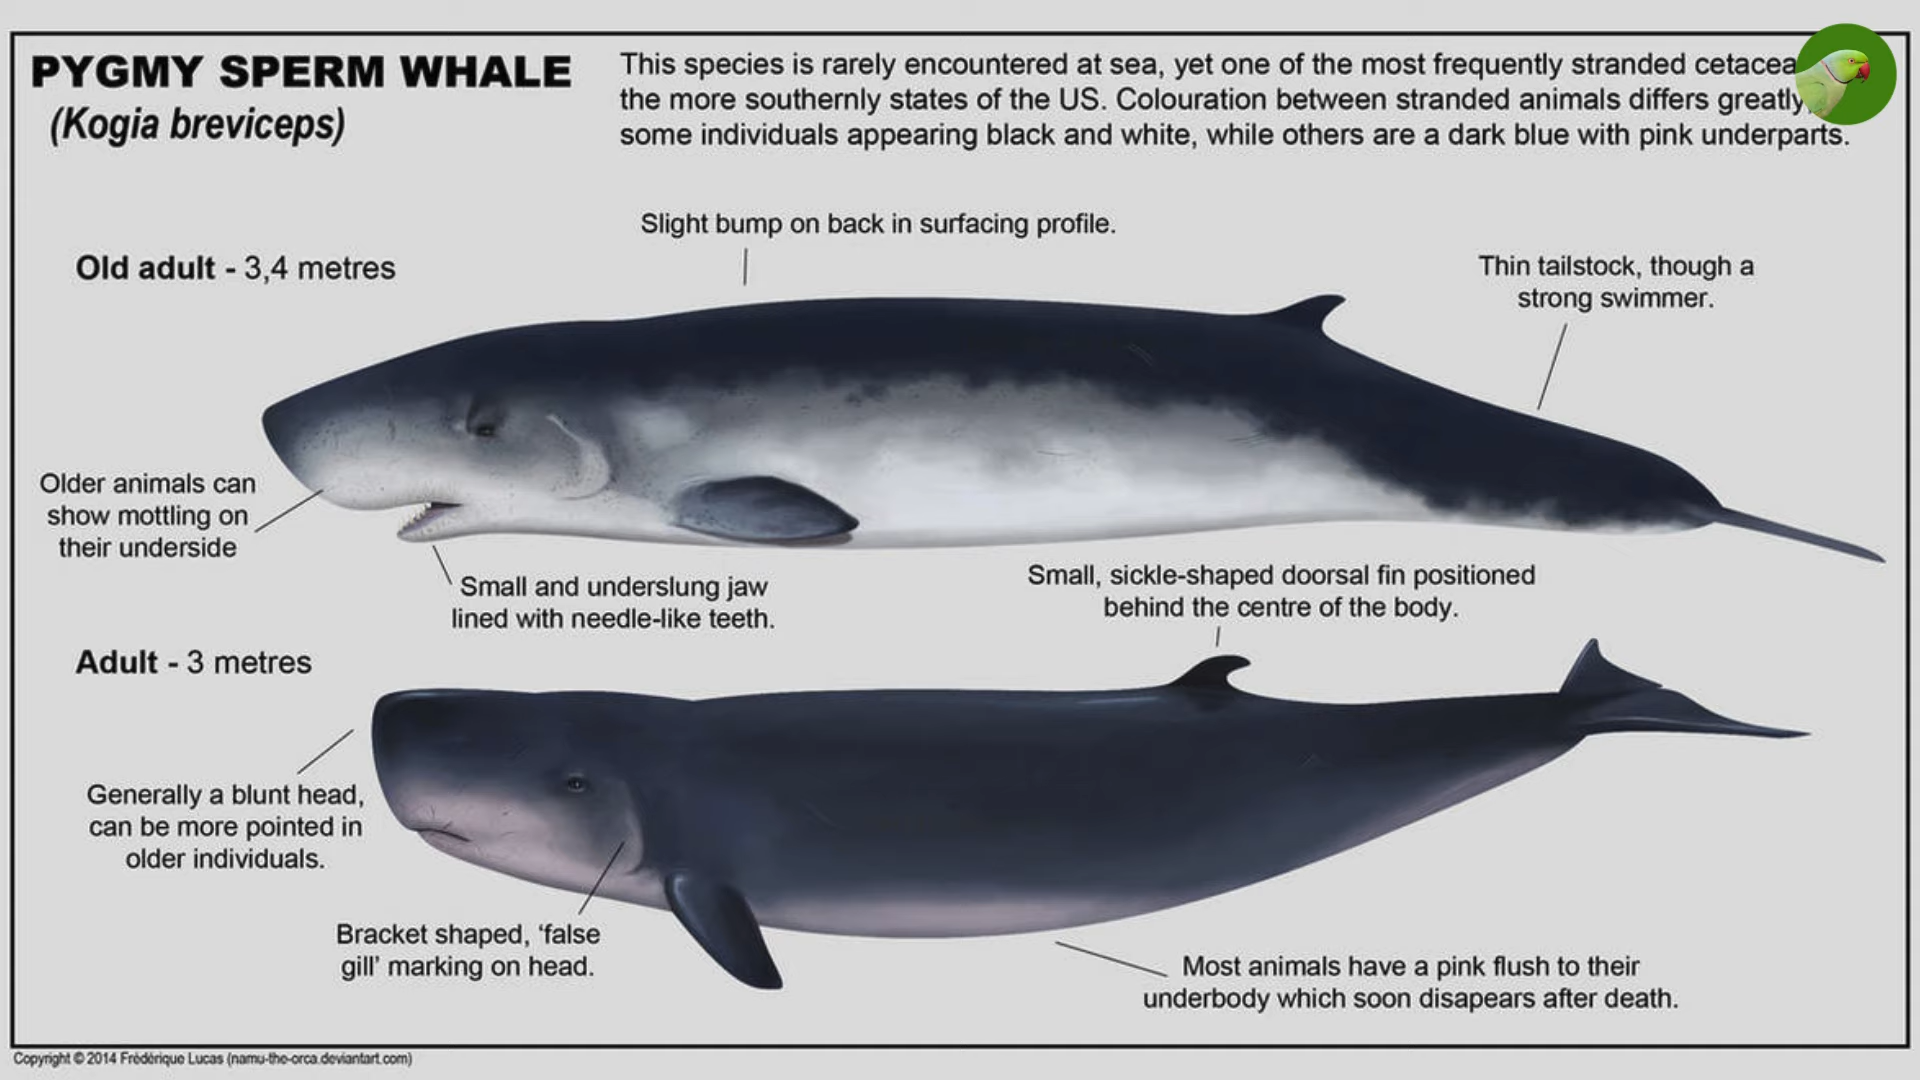 PYGMY SPERM WHALE
(Kogia breviceps)
This species is rarely encountered at sea, yet one of the most frequently stranded
the more southernly states of the US. Colouration between stranded animals differs greatly,
some individuals appearing black and white, while others are a dark blue with pink underparts.
Slight bump on back in surfacing profile.
Old adult - 3,4 metres
Thin tailstock, though a
strong swimmer.
Older animals can
show mottling on
their underside
Small and underslung jaw
lined with needle-like teeth.
Small, sickle-shaped doorsal fin positioned
behind the centre of the body.
Adult - 3 metres
Generally a blunt head,
can be more pointed in
older individuals.
Bracket shaped, ‘false
gill’ marking on head.
Most animals have a pink flush to their
underbody which soon disapears after death.
Copyright © 2014 Frédérique Lucas (namu-the-orca.deviantart.com)